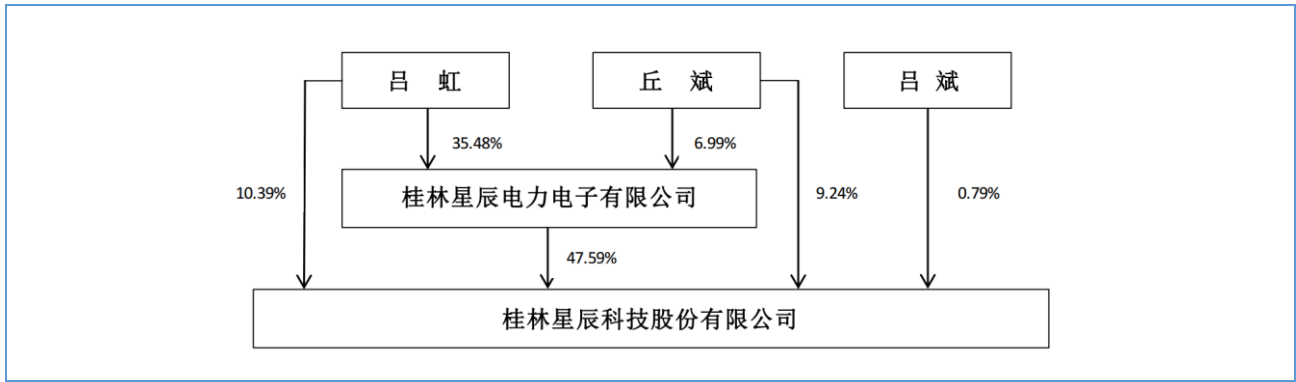 吕 虹
丘 斌
吕 斌
35.48%
6.99%
10.39%
桂林星辰电力电子有限公司
9.24%
0.79%
47.59%
桂林星辰科技股份有限公司